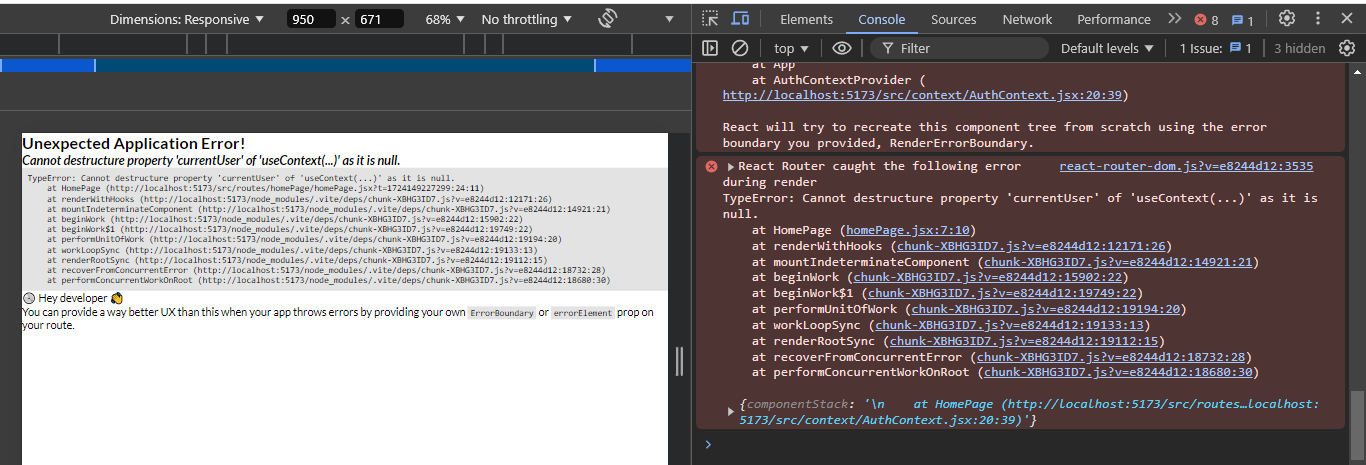 Dimensions: Responsive ▼ 950 × 671 68% ▼ No throttling ▼
Elements Console Sources Network Performance 8 1
top ▼ Filter Default levels ▼ 1 Issue: 1 3 hidden
Unexpected Application Error!
Cannot destructure property 'currentUser' of 'useContext(...)' as it is null.
TypeError: Cannot destructure property 'currentUser' of 'useContext(...)' as it is null.
at HomePage (http://localhost:5173/src/routes/homePage/homePage.jsx?t=1724149227299:24:11)
at renderWithHooks (http://localhost:5173/node_modules/.vite/deps/chunk-XBHG3ID7.js?v=e8244d12:12171:26)
at mountIndeterminateComponent (http://localhost:5173/node_modules/.vite/deps/chunk-XBHG3ID7.js?v=e8244d12:14921:21)
at beginWork (http://localhost:5173/node_modules/.vite/deps/chunk-XBHG3ID7.js?v=e8244d12:15902:22)
at beginWork$1 (http://localhost:5173/node_modules/.vite/deps/chunk-XBHG3ID7.js?v=e8244d12:19749:22)
at performUnitOfWork (http://localhost:5173/node_modules/.vite/deps/chunk-XBHG3ID7.js?v=e8244d12:19194:20)
at workLoopSync (http://localhost:5173/node_modules/.vite/deps/chunk-XBHG3ID7.js?v=e8244d12:19133:13)
at renderRootSync (http://localhost:5173/node_modules/.vite/deps/chunk-XBHG3ID7.js?v=e8244d12:19112:15)
at recoverFromConcurrentError (http://localhost:5173/node_modules/.vite/deps/chunk-XBHG3ID7.js?v=e8244d12:18732:28)
at performConcurrentWorkOnRoot (http://localhost:5173/node_modules/.vite/deps/chunk-XBHG3ID7.js?v=e8244d12:18680:30)
💿 Hey developer 👋
You can provide a way better UX than this when your app throws errors by providing your own ErrorBoundary or errorElement prop on
your route.
at App
at AuthContextProvider (
http://localhost:5173/src/context/AuthContext.jsx:20:39)
React will try to recreate this component tree from scratch using the error
boundary you provided, RenderErrorBoundary.
▶React Router caught the following error react-router-dom.js?v=e8244d12:3535
during render
TypeError: Cannot destructure property 'currentUser' of 'useContext(...)' as it is
null.
at HomePage (homePage.jsx:7:10)
at renderWithHooks (chunk-XBHG3ID7.js?v=e8244d12:12171:26)
at mountIndeterminateComponent (chunk-XBHG3ID7.js?v=e8244d12:14921:21)
at beginWork (chunk-XBHG3ID7.js?v=e8244d12:15902:22)
at beginWork$1 (chunk-XBHG3ID7.js?v=e8244d12:19749:22)
at performUnitOfWork (chunk-XBHG3ID7.js?v=e8244d12:19194:20)
at workLoopSync (chunk-XBHG3ID7.js?v=e8244d12:19133:13)
at renderRootSync (chunk-XBHG3ID7.js?v=e8244d12:19112:15)
at recoverFromConcurrentError (chunk-XBHG3ID7.js?v=e8244d12:18732:28)
at performConcurrentWorkOnRoot (chunk-XBHG3ID7.js?v=e8244d12:18680:30)
{componentStack: '\n    at HomePage (http://localhost:5173/src/routes…localhost:
5173/src/context/AuthContext.jsx:20:39)'}